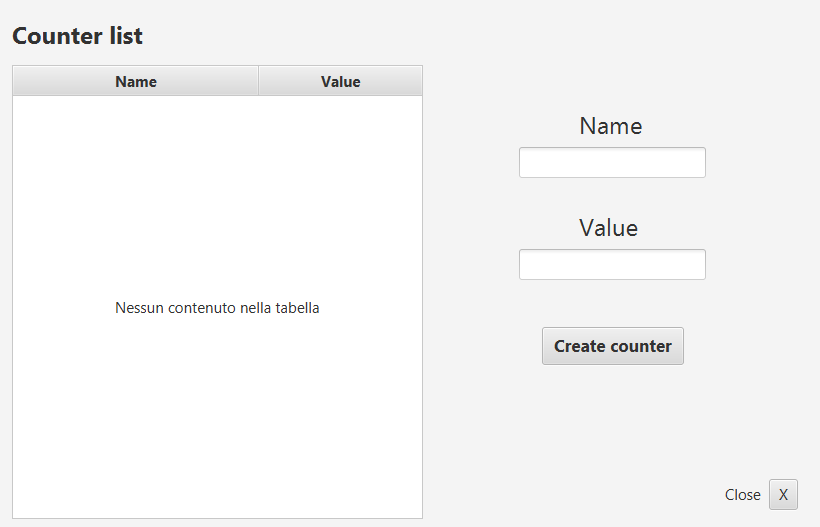 Counter list
Name Value
Nessun contenuto nella tabella
Name
Value
Create counter
Close X